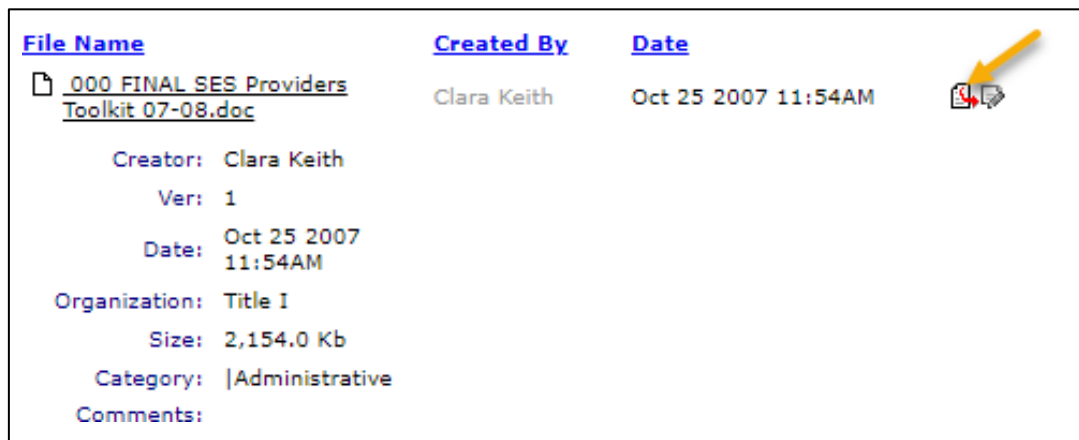 File Name Created By Date
000 FINAL SES Providers
Toolkit 07-08.doc
Clara Keith Oct 25 2007 11:54AM
Creator: Clara Keith
Ver: 1
Date: Oct 25 2007
11:54AM
Organization: Title I
Size: 2,154.0 Kb
Category: |Administrative
Comments: